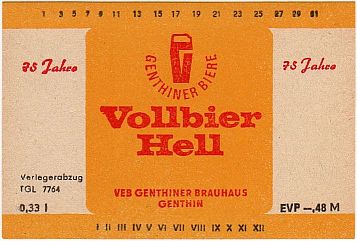 1 3 5 7 9 11 13 15 17 19 21 23 25 27 29 31
75 Jahre
GENTHINER BIERE
75 Jahre
Vollbier
Hell
Verlegerabzug
TGL 7764
VEB GENTHINER BRAUHAUS
GENTHIN
0,33 l
EVP —,48 M
I II III IV V VI VII VIII IX X XI XII